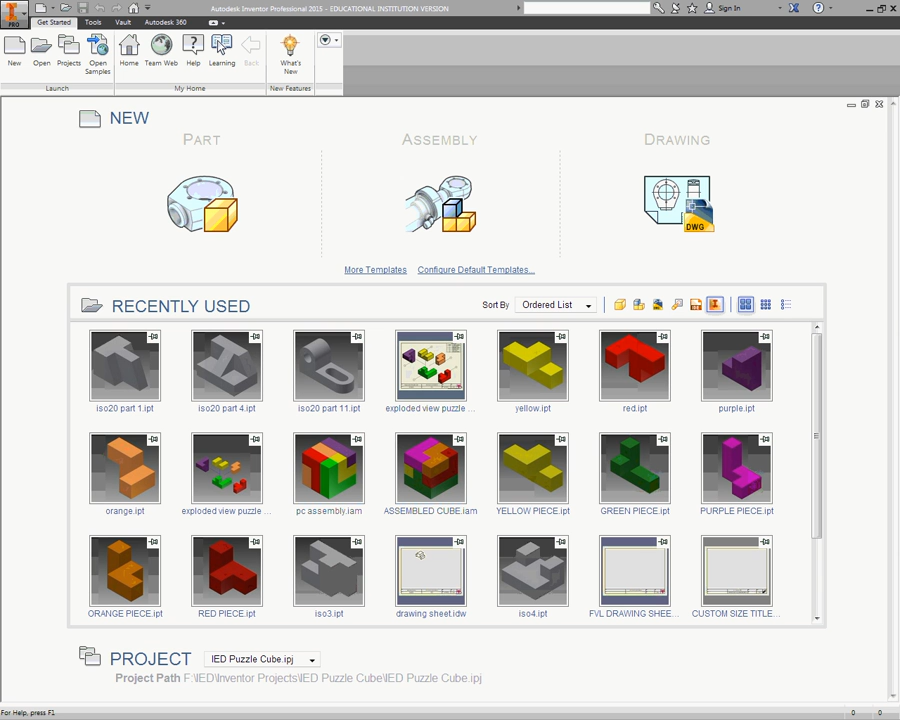 Autodesk Inventor Professional 2015 - EDUCATIONAL INSTITUTION VERSION
Sign In
PRO
Get Started Tools Vault Autodesk 360
New Open Projects Open Samples Home Team Web Help Learning Back What's New
Launch My Home New Features
NEW
PART ASSEMBLY DRAWING
DWG
More Templates Configure Default Templates...
RECENTLY USED Sort By Ordered List
iso20 part 1.ipt iso20 part 4.ipt iso20 part 11.ipt exploded view puzzle ... yellow.ipt red.ipt purple.ipt
orange.ipt exploded view puzzle ... pc assembly.iam ASSEMBLED CUBE.iam YELLOW PIECE.ipt GREEN PIECE.ipt PURPLE PIECE.ipt
ORANGE PIECE.ipt RED PIECE.ipt iso3.ipt drawing sheet.idw iso4.ipt FVL DRAWING SHEE... CUSTOM SIZE TITLE...
PROJECT IED Puzzle Cube.ipj
Project Path F:\IED\Inventor Projects\IED Puzzle Cube\IED Puzzle Cube.ipj
For Help, press F1 0 0